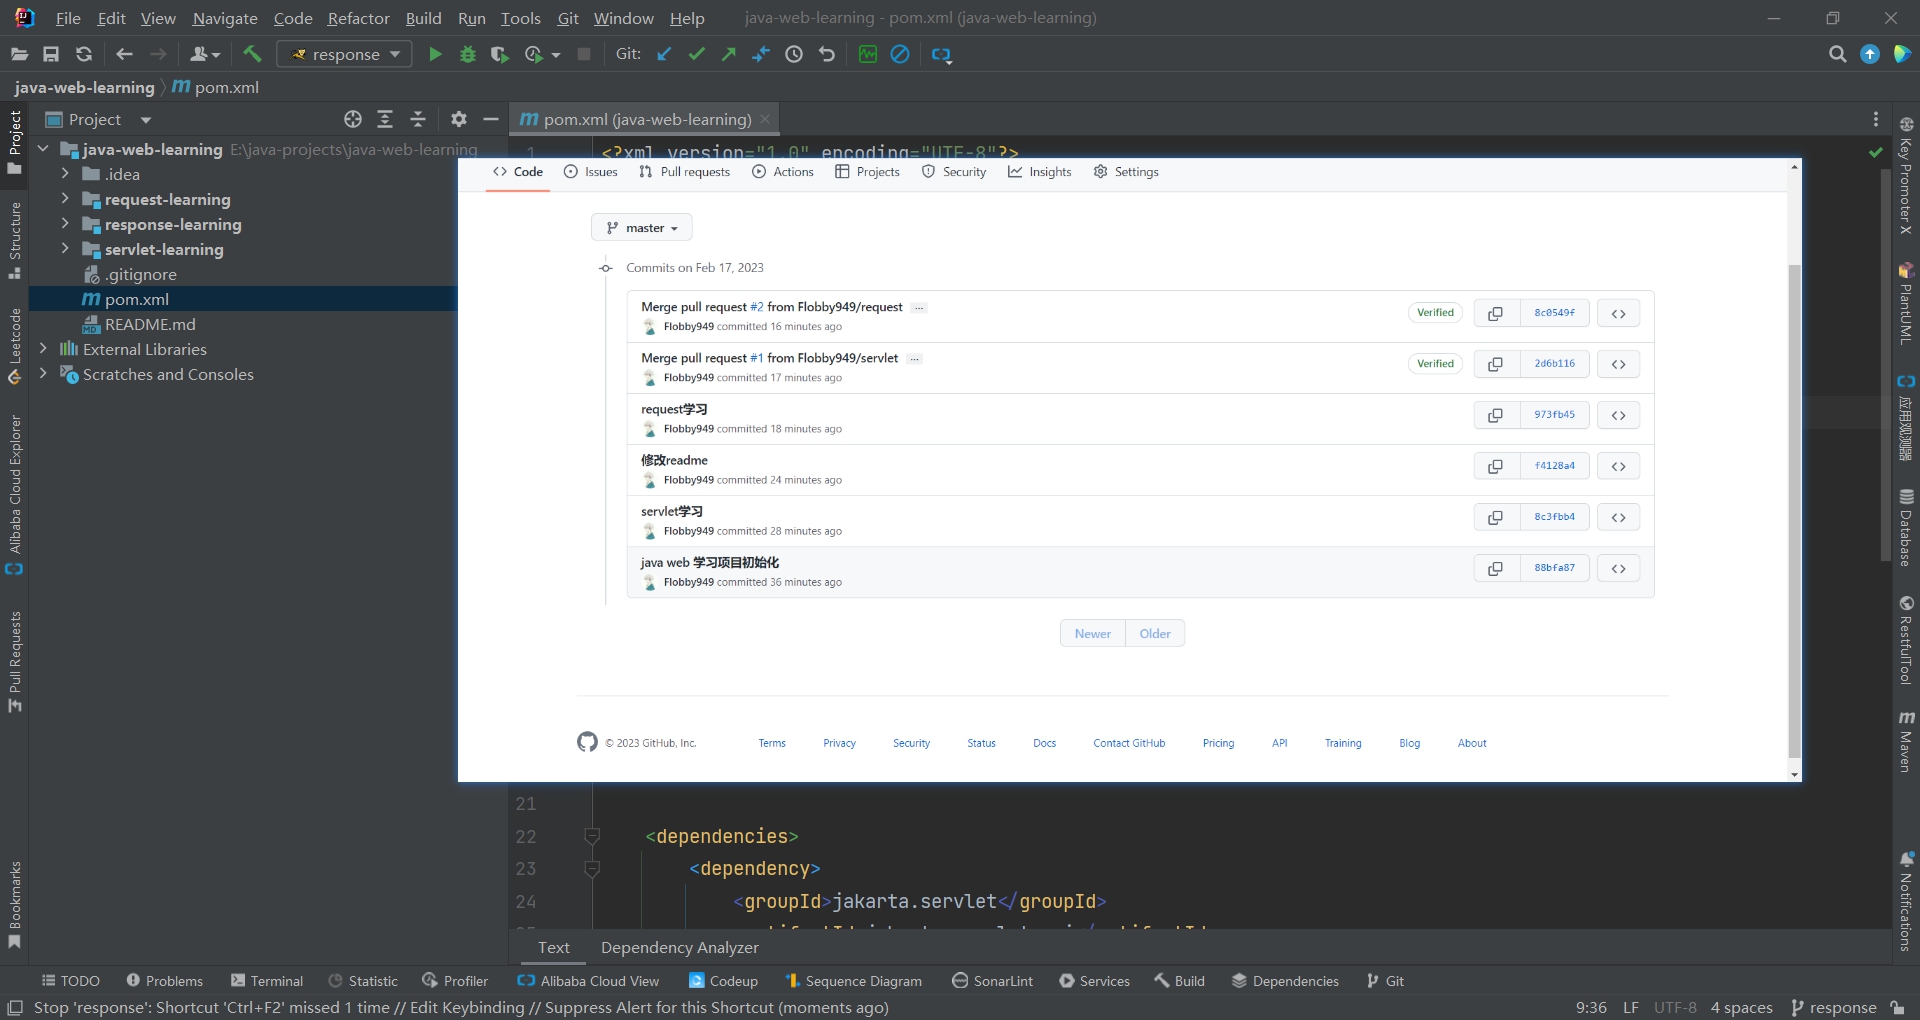 File Edit View Navigate Code Refactor Build Run Tools Git Window Help java-web-learning - pom.xml (java-web-learning)
response Git:
java-web-learning pom.xml
Project
pom.xml (java-web-learning)
java-web-learning E:\java-projects\java-web-learning
.idea
request-learning
response-learning
servlet-learning
.gitignore
pom.xml
README.md
External Libraries
Scratches and Consoles
Project
Structure
Leetcode
Alibaba Cloud Explorer
Pull Requests
Bookmarks
1 <?xml version="1.0" encoding="UTF-8"?>
Code Issues Pull requests Actions Projects Security Insights Settings
master
Commits on Feb 17, 2023
Merge pull request #2 from Flobby949/request ... Verified 8c0549f
Flobby949 committed 16 minutes ago
Merge pull request #1 from Flobby949/servlet ... Verified 2d6b116
Flobby949 committed 17 minutes ago
request学习 973fb45
Flobby949 committed 18 minutes ago
修改readme f4128a4
Flobby949 committed 24 minutes ago
servlet学习 8c3fbb4
Flobby949 committed 28 minutes ago
java web 学习项目初始化 88bfa87
Flobby949 committed 36 minutes ago
Newer Older
© 2023 GitHub, Inc. Terms Privacy Security Status Docs Contact GitHub Pricing API Training Blog About
21
22 <dependencies>
23 <dependency>
24 <groupId>jakarta.servlet</groupId>
Text Dependency Analyzer
Key Promoter X
PlantUML
应用观测器
Database
RestfulTool
Maven
Notifications
TODO Problems Terminal Statistic Profiler Alibaba Cloud View Codeup Sequence Diagram SonarLint Services Build Dependencies Git
Stop 'response': Shortcut 'Ctrl+F2' missed 1 time // Edit Keybinding // Suppress Alert for this Shortcut (moments ago) 9:36 LF UTF-8 4 spaces response